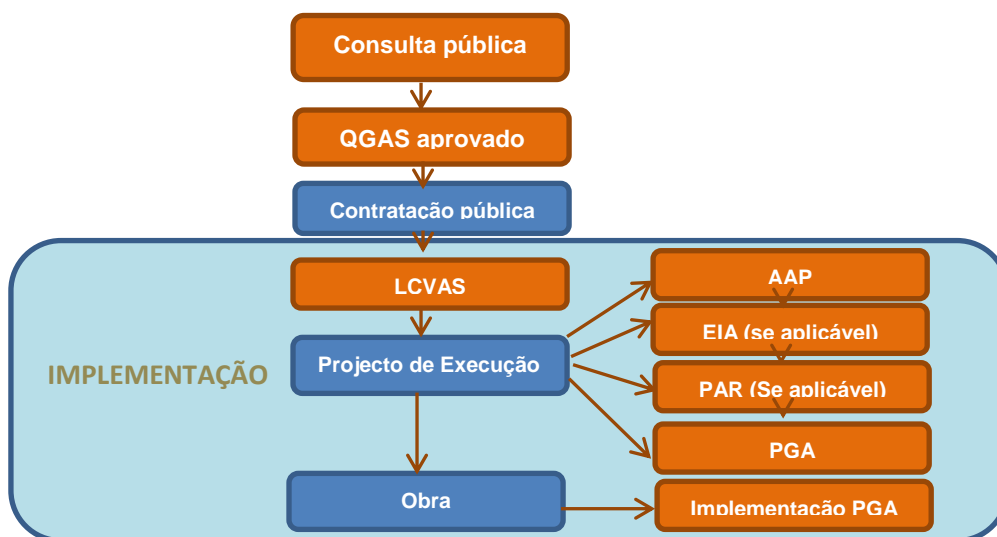 Consulta pública
QGAS aprovado
Contratação pública
LCVAS
AAP
EIA (se aplicável)
IMPLEMENTAÇÃO
Projecto de Execução
PAR (Se aplicável)
PGA
Obra
Implementação PGA